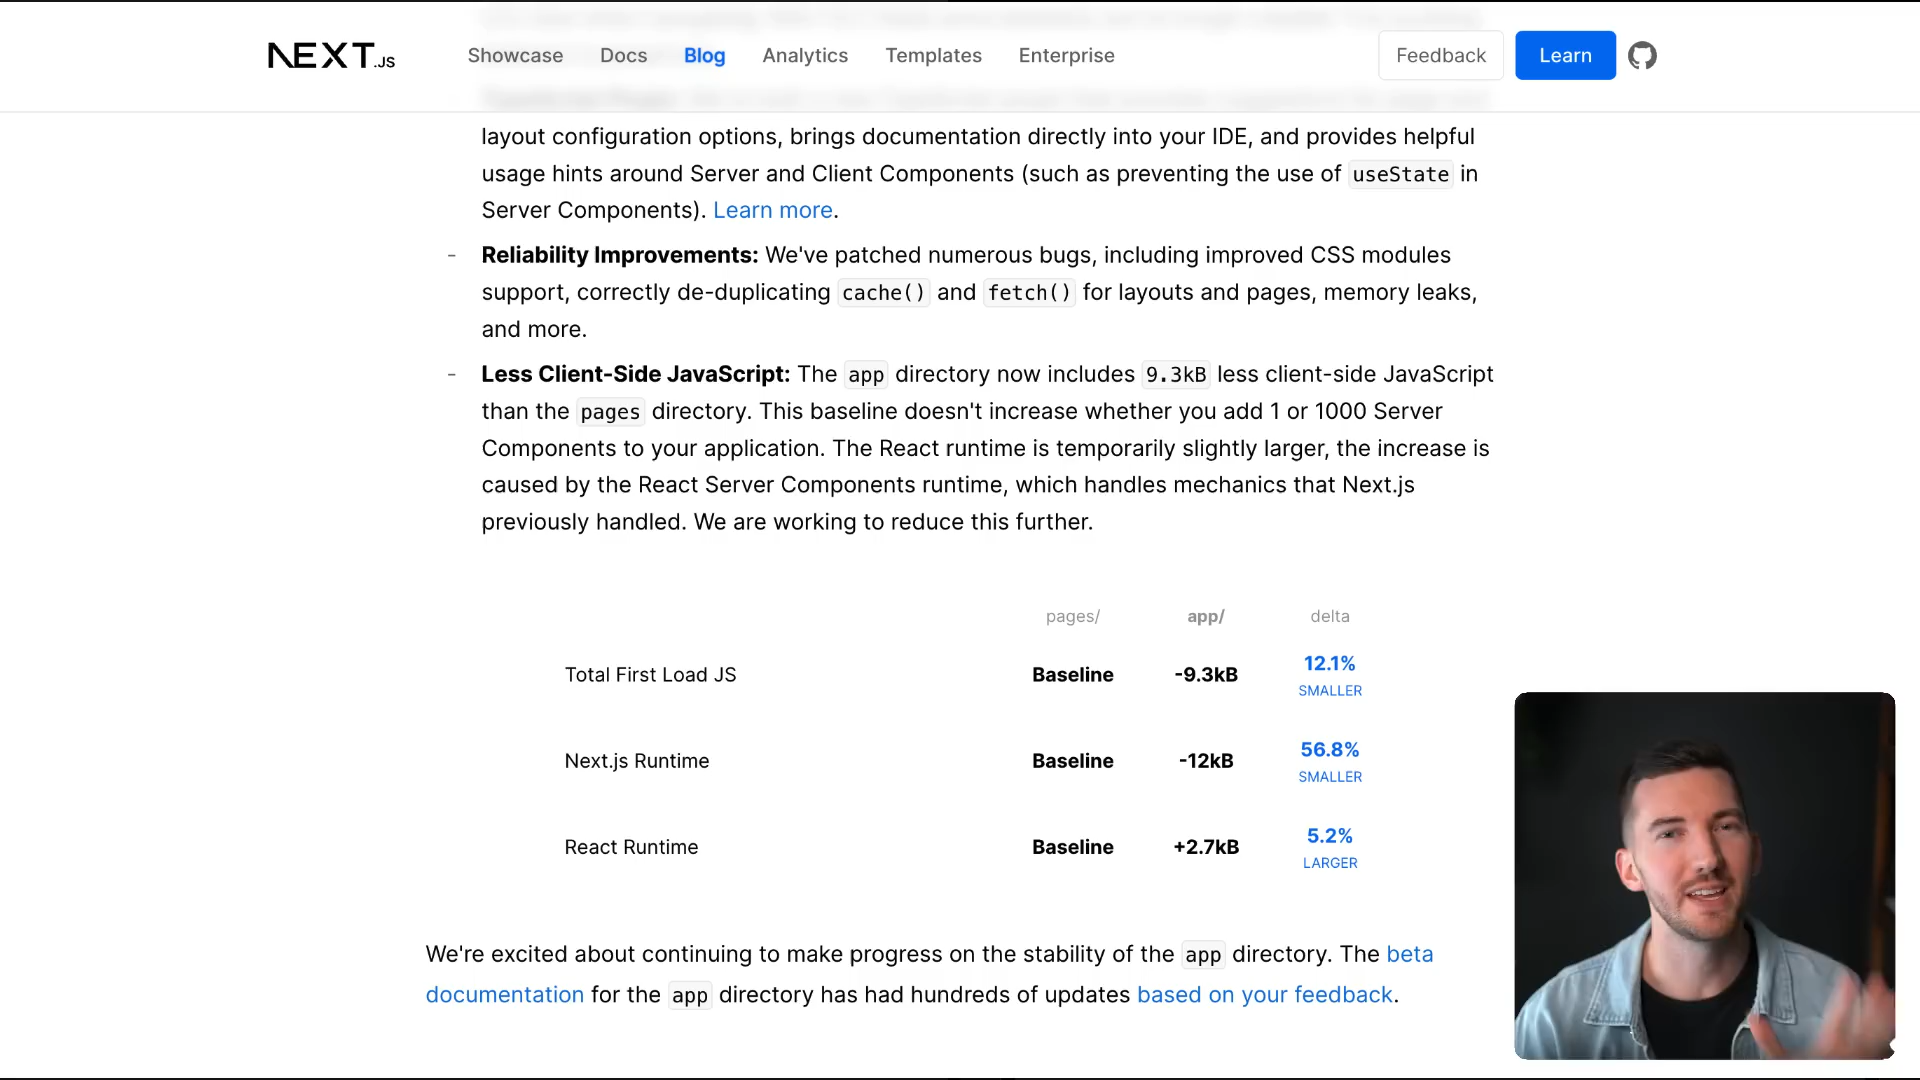 NEXT.JS Showcase Docs Blog Analytics Templates Enterprise Feedback Learn
layout configuration options, brings documentation directly into your IDE, and provides helpful
usage hints around Server and Client Components (such as preventing the use of useState in
Server Components). Learn more.
- Reliability Improvements: We've patched numerous bugs, including improved CSS modules
support, correctly de-duplicating cache() and fetch() for layouts and pages, memory leaks,
and more.
- Less Client-Side JavaScript: The app directory now includes 9.3kB less client-side JavaScript
than the pages directory. This baseline doesn't increase whether you add 1 or 1000 Server
Components to your application. The React runtime is temporarily slightly larger, the increase is
caused by the React Server Components runtime, which handles mechanics that Next.js
previously handled. We are working to reduce this further.
pages/ app/ delta
Total First Load JS Baseline -9.3kB 12.1%
SMALLER
Next.js Runtime Baseline -12kB 56.8%
SMALLER
React Runtime Baseline +2.7kB 5.2%
LARGER
We're excited about continuing to make progress on the stability of the app directory. The beta
documentation for the app directory has had hundreds of updates based on your feedback.